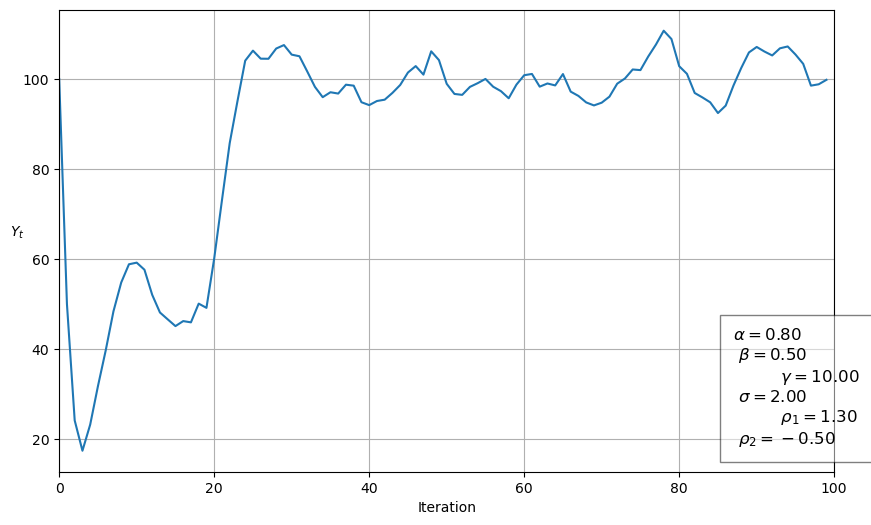 100
80
60
40
20
Y_t
0 20 40 60 80 100
Iteration
α = 0.80
β = 0.50
γ = 10.00
σ = 2.00
ρ₁ = 1.30
ρ₂ = −0.50